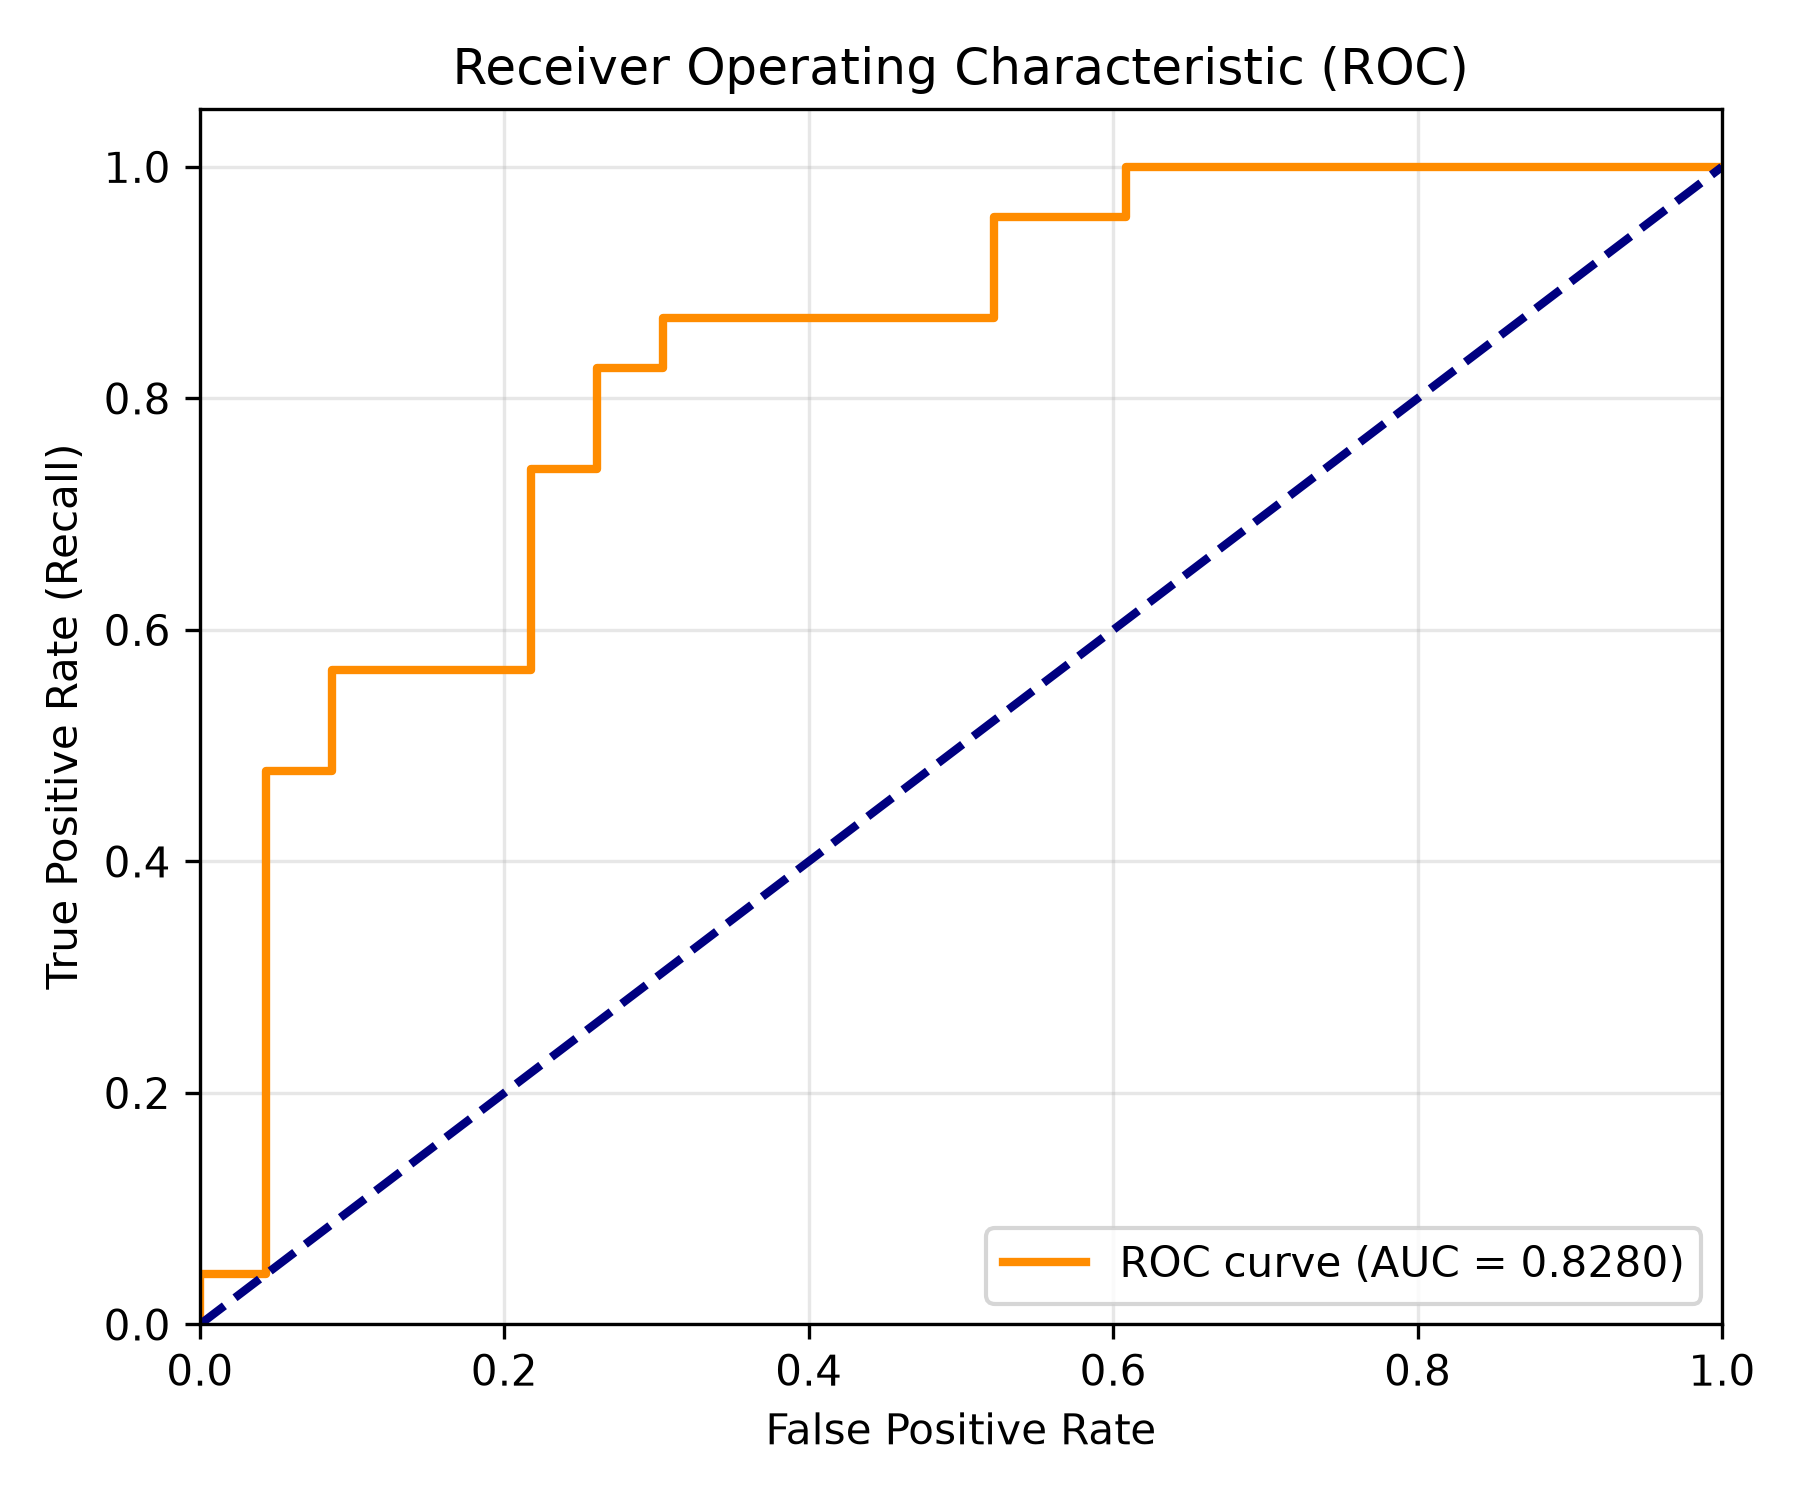 Receiver Operating Characteristic (ROC)
1.0
0.8
0.6
0.4
0.2
0.0
True Positive Rate (Recall)
ROC curve (AUC = 0.8280)
0.0 0.2 0.4 0.6 0.8 1.0
False Positive Rate